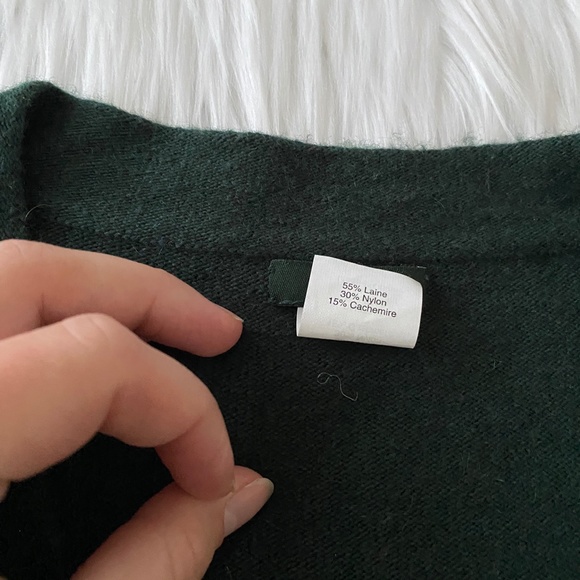 55% Laine
30% Nylon
15% Cachemire